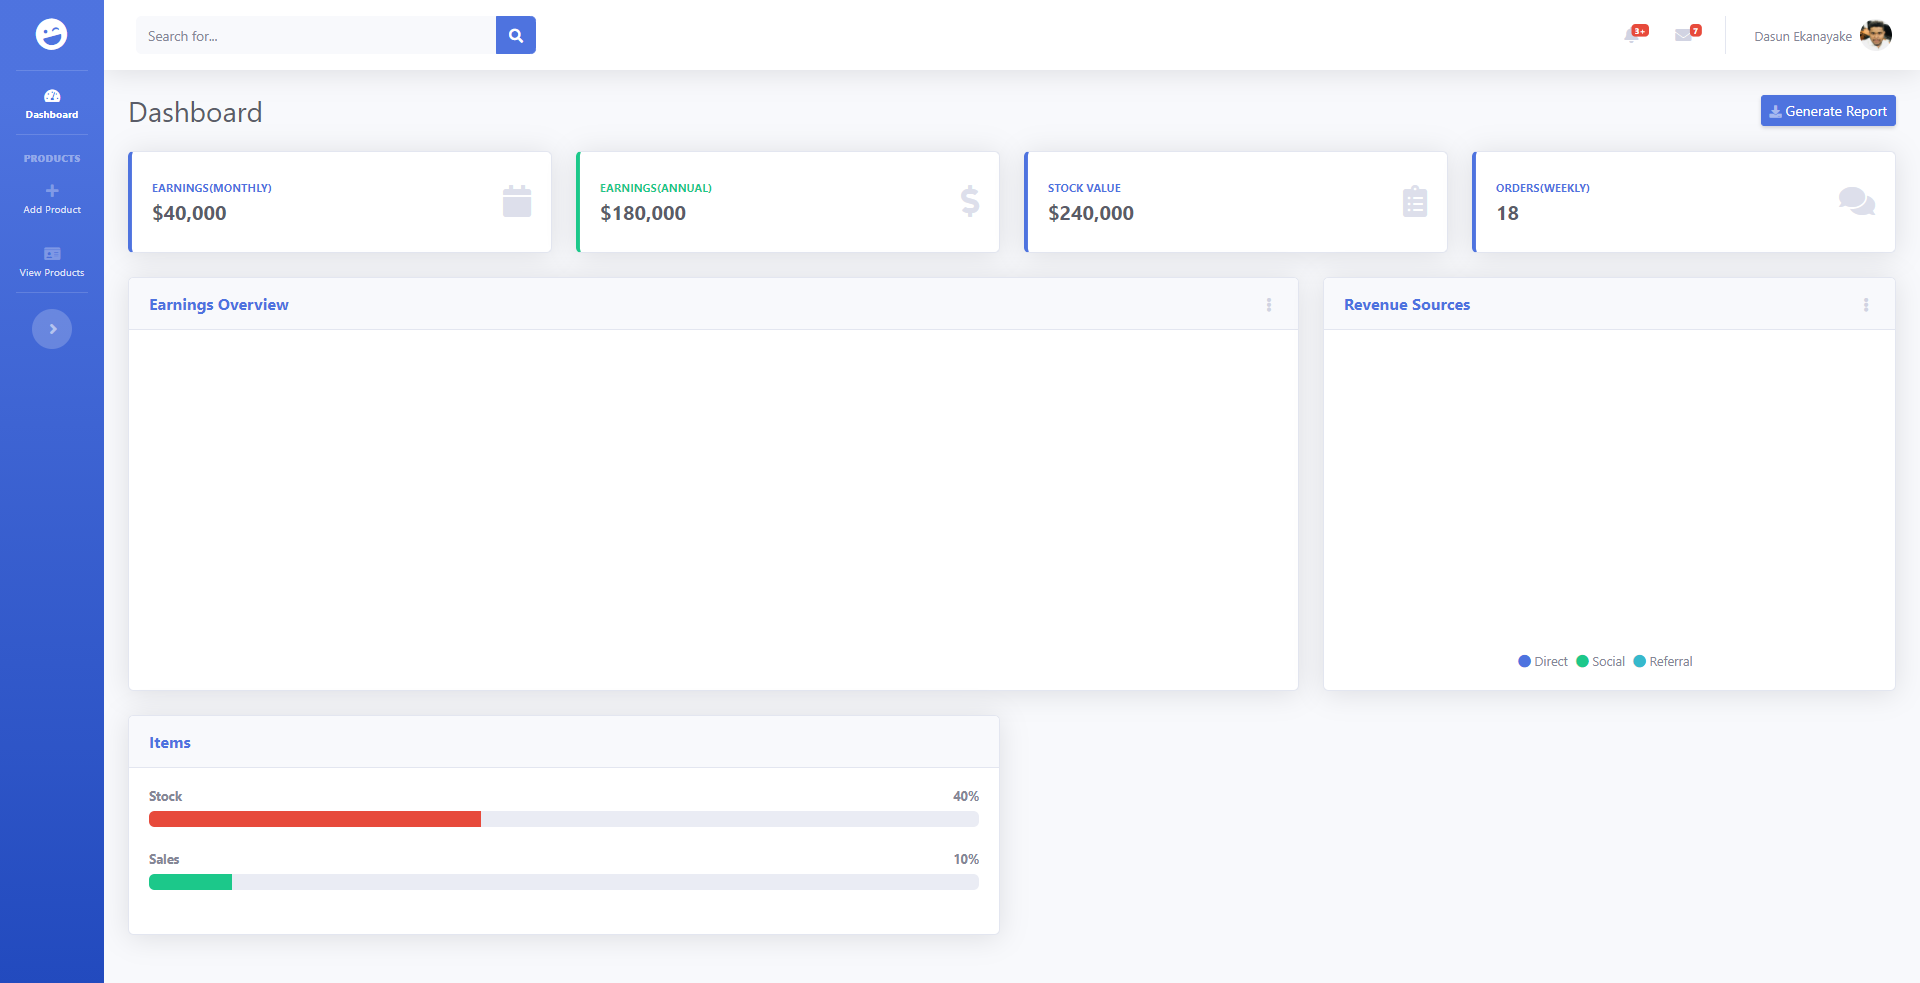 Search for...
3+
7
Dasun Ekanayake
Dashboard
PRODUCTS
Add Product
View Products
Dashboard
Generate Report
EARNINGS(MONTHLY)
$40,000
EARNINGS(ANNUAL)
$180,000
STOCK VALUE
$240,000
ORDERS(WEEKLY)
18
Earnings Overview
Revenue Sources
Direct Social Referral
Items
Stock 40%
Sales 10%